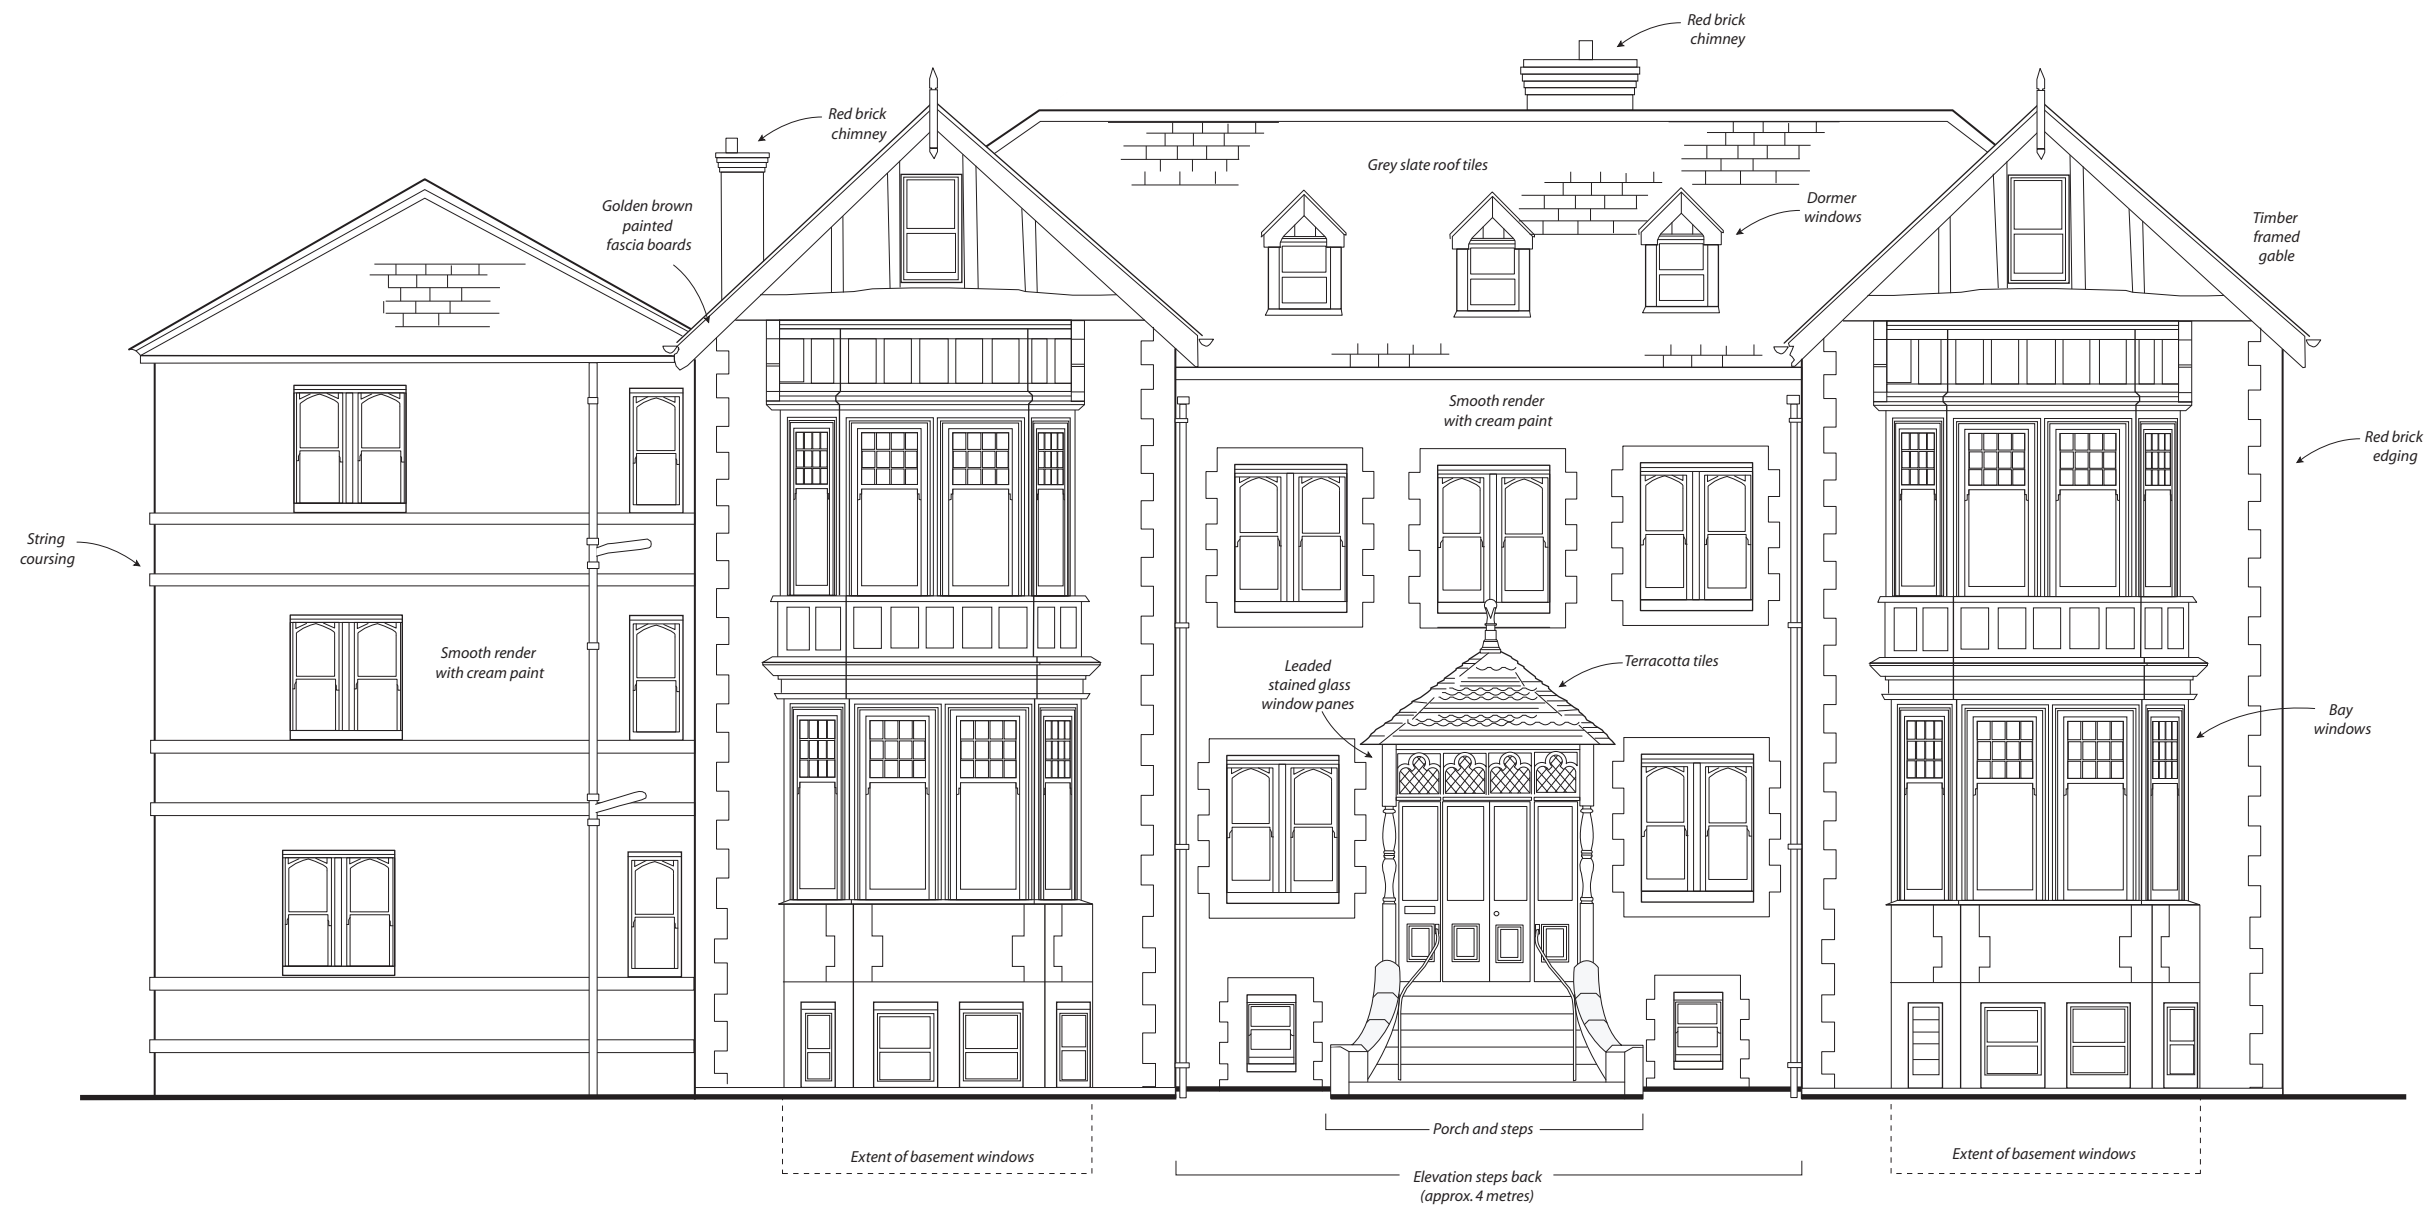 Red brick
chimney
Red brick
chimney
Grey slate roof tiles
Golden brown
painted
fascia boards
Dormer
windows
Timber
framed
gable
Smooth render
with cream paint
Red brick
edging
String
coursing
Smooth render
with cream paint
Leaded
stained glass
window panes
Terracotta tiles
Bay
windows
Porch and steps
Extent of basement windows
Extent of basement windows
Elevation steps back
(approx. 4 metres)